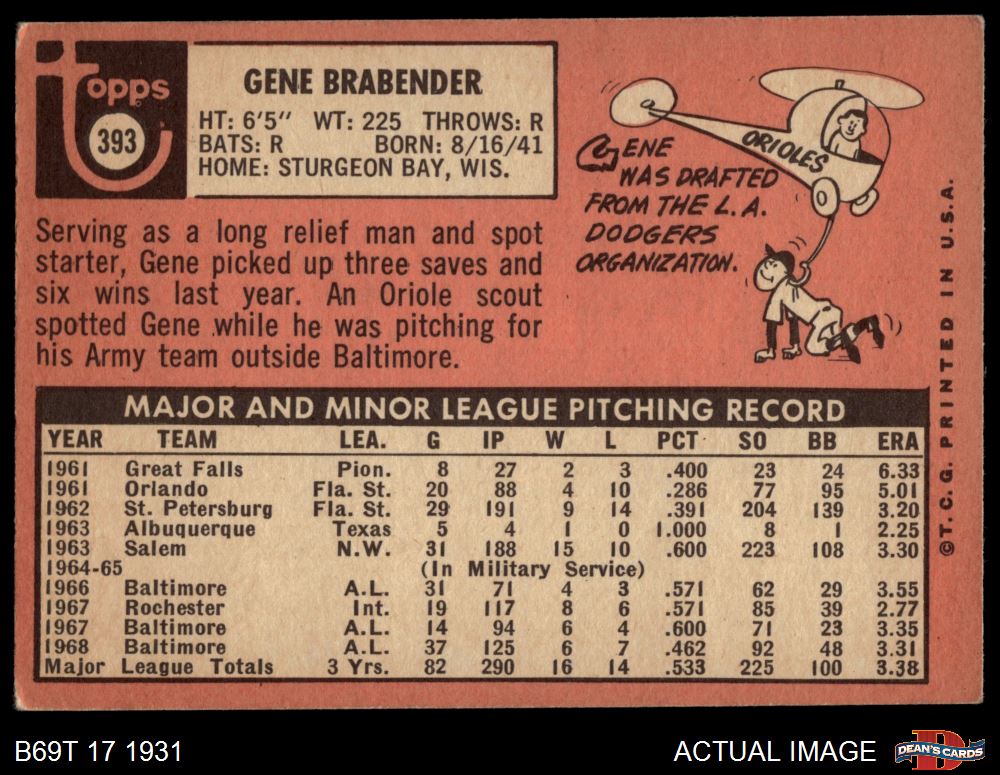 topps
393
GENE BRABENDER
HT: 6'5" WT: 225 THROWS: R
BATS: R BORN: 8/16/41
HOME: STURGEON BAY, WIS.
Serving as a long relief man and spot
starter, Gene picked up three saves and
six wins last year. An Oriole scout
spotted Gene while he was pitching for
his Army team outside Baltimore.
ORIOLES
GENE
WAS DRAFTED
FROM THE L.A.
DODGERS
ORGANIZATION.
MAJOR AND MINOR LEAGUE PITCHING RECORD
YEAR TEAM LEA. G IP W L PCT SO BB ERA
1961 Great Falls Pion. 8 27 2 3 .400 23 24 6.33
1961 Orlando Fla. St. 20 88 4 10 .286 77 95 5.01
1962 St. Petersburg Fla. St. 29 191 9 14 .391 204 139 3.20
1963 Albuquerque Texas 5 4 1 0 1.000 8 1 2.25
1963 Salem N.W. 31 188 15 10 .600 223 108 3.30
1964-65 (In Military Service)
1966 Baltimore A.L. 31 71 4 3 .571 62 29 3.55
1967 Rochester Int. 19 117 8 6 .571 85 39 2.77
1967 Baltimore A.L. 14 94 6 4 .600 71 23 3.35
1968 Baltimore A.L. 37 125 6 7 .462 92 48 3.31
Major League Totals 3 Yrs. 82 290 16 14 .533 225 100 3.38
©T.C.G. PRINTED IN U.S.A.
B69T 17 1931
ACTUAL IMAGE
DEAN'S CARDS